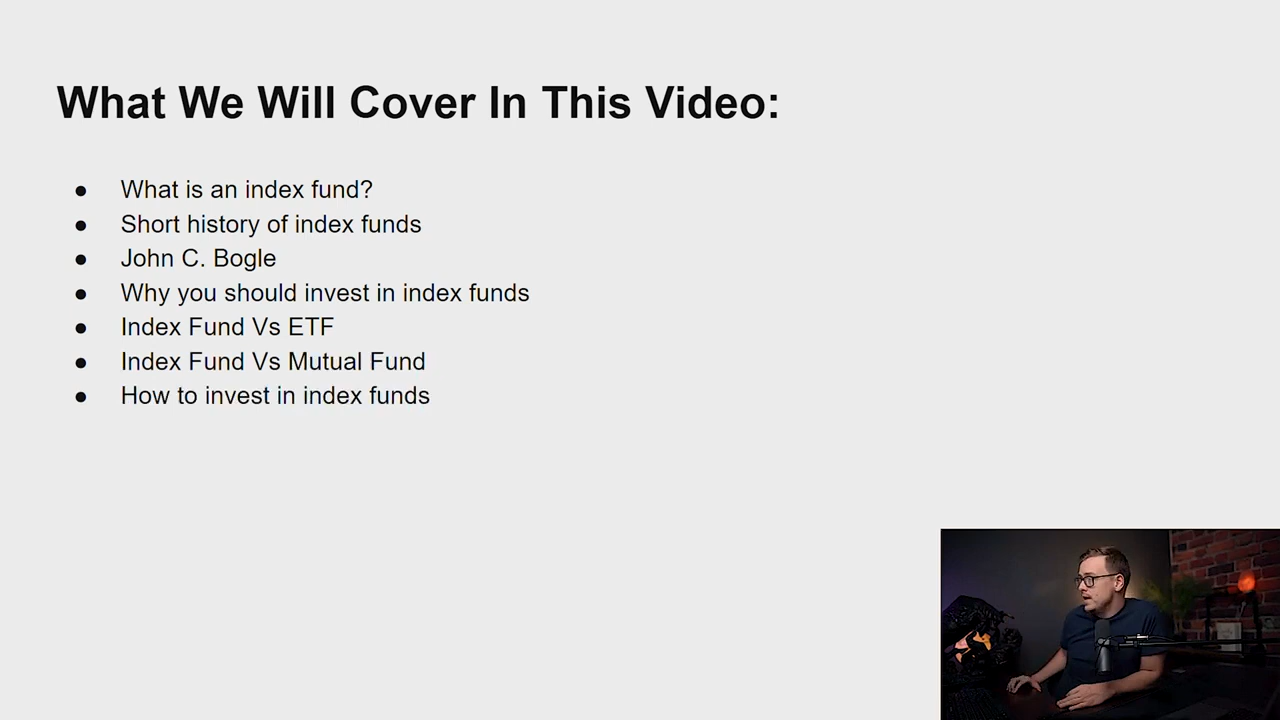 What We Will Cover In This Video:
● What is an index fund?
● Short history of index funds
● John C. Bogle
● Why you should invest in index funds
● Index Fund Vs ETF
● Index Fund Vs Mutual Fund
● How to invest in index funds